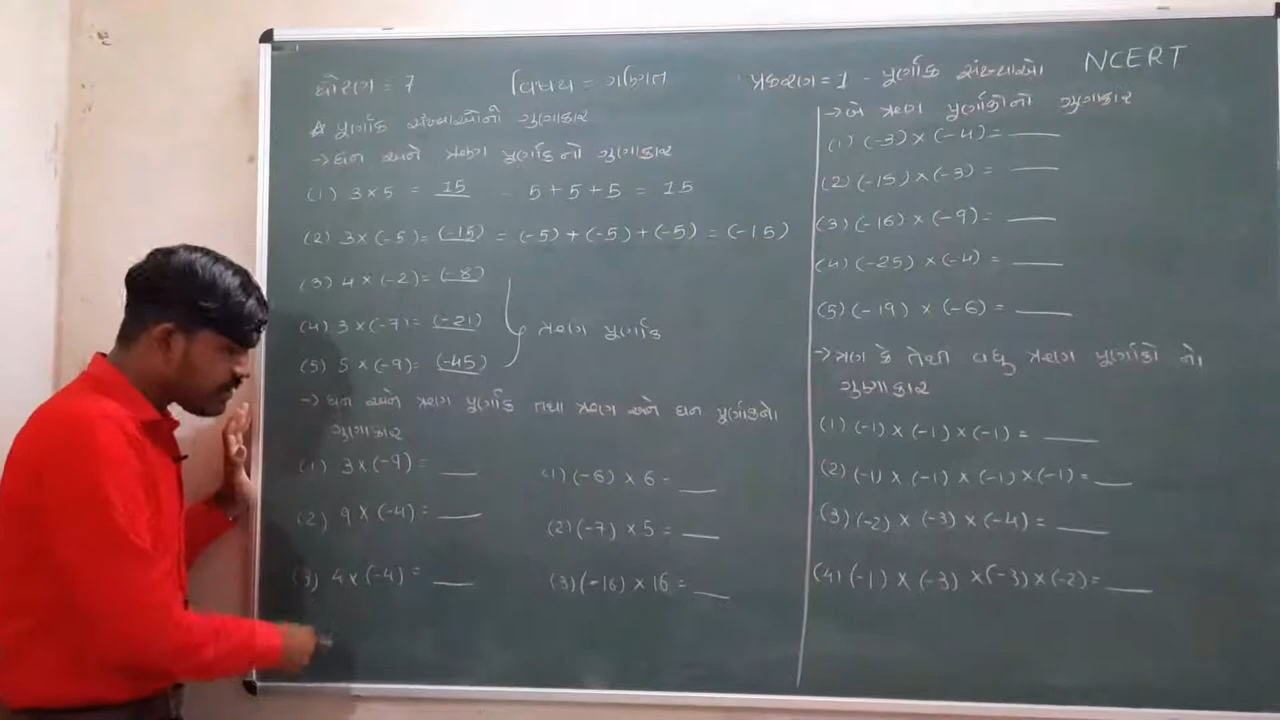 ધોરણ = 7
વિષય = ગણિત
પ્રકરણ = 1 - પૂર્ણાંક સંખ્યાઓ
NCERT
* પૂર્ણાંક સંખ્યાઓનો ગુણાકાર
→ ધન અને ઋણ પૂર્ણાંકનો ગુણાકાર
(1) 3 × 5 = 15 - 5 + 5 + 5 = 15
(2) 3 × (-5) = (-15) = (-5) + (-5) + (-5) = (-15)
(3) 4 × (-2) = (-8)
(4) 3 × (-7) = (-21)
(5) 5 × (-9) = (-45)
ઋણ પૂર્ણાંક
→ ધન અને ઋણ પૂર્ણાંક તથા ઋણ અને ધન પૂર્ણાંકનો
ગુણાકાર
(1) 3 × (-9) = ___
(2) 9 × (-4) = ___
(3) 4 × (-4) = ___
(1) (-6) × 6 = ___
(2) (-7) × 5 = ___
(3) (-16) × 16 = ___
→ બે ઋણ પૂર્ણાંકોનો ગુણાકાર
(1) (-3) × (-4) = ___
(2) (-15) × (-3) = ___
(3) (-16) × (-9) = ___
(4) (-25) × (-4) = ___
(5) (-19) × (-6) = ___
→ ત્રણ કે તેથી વધુ ઋણ પૂર્ણાંકો નો
ગુણાકાર
(1) (-1) × (-1) × (-1) = ___
(2) (-1) × (-1) × (-1) × (-1) = ___
(3) (-2) × (-3) × (-4) = ___
(4) (-1) × (-3) × (-3) × (-2) = ___